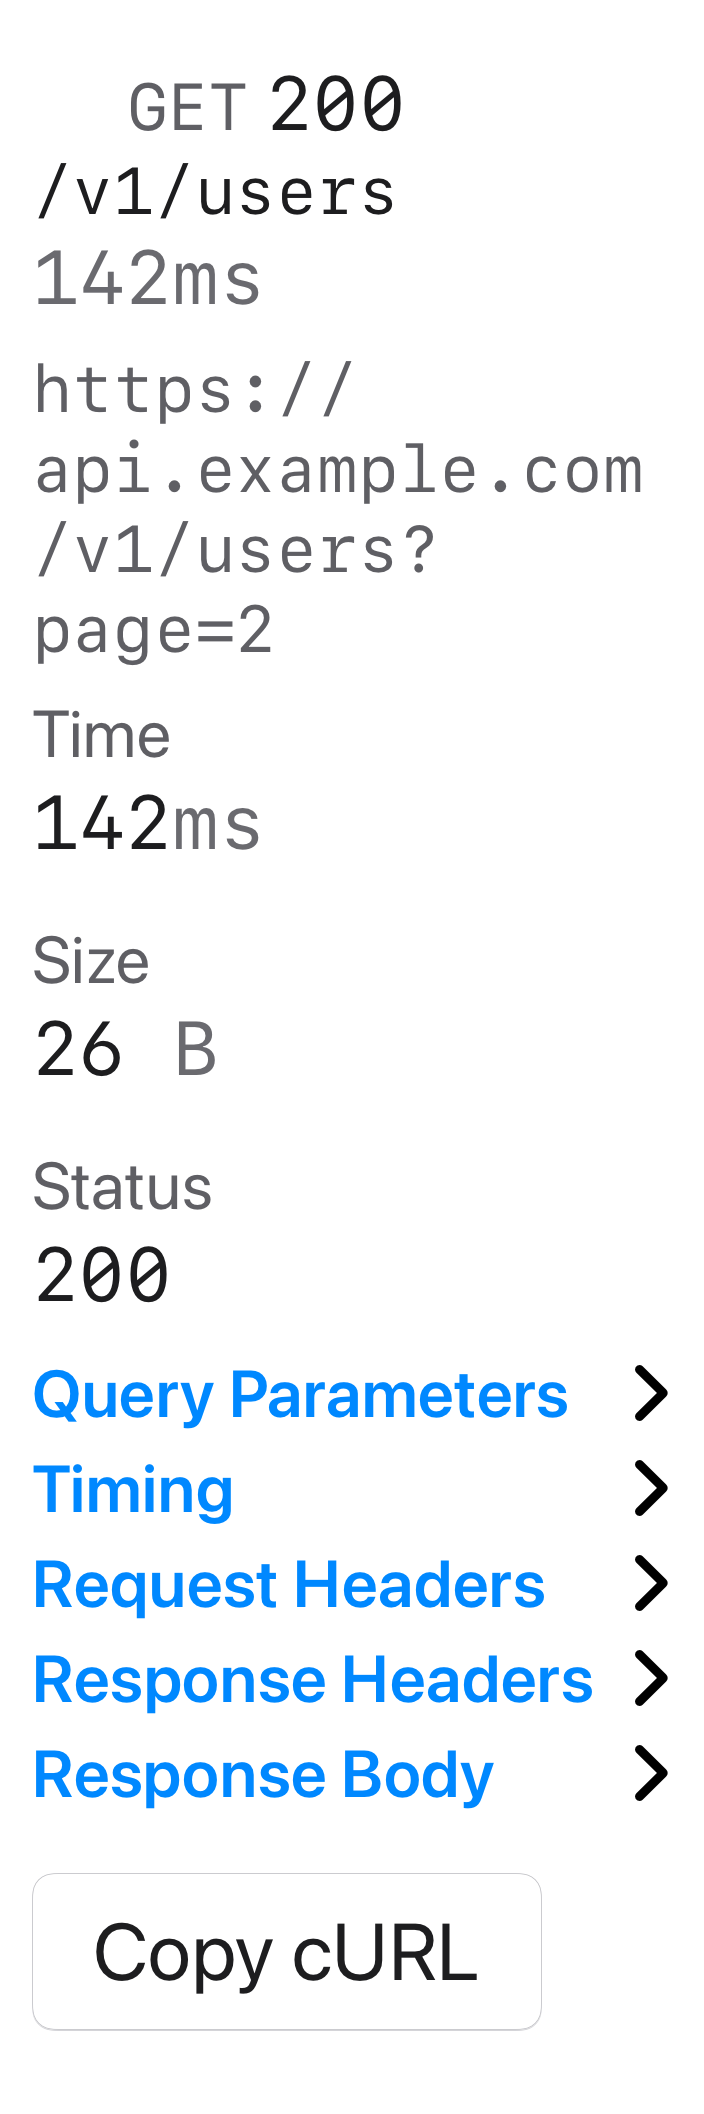 GET 200
/v1/users
142ms
https://
api.example.com
/v1/users?
page=2
Time
142ms
Size
26 B
Status
200
Query Parameters
Timing
Request Headers
Response Headers
Response Body
Copy cURL